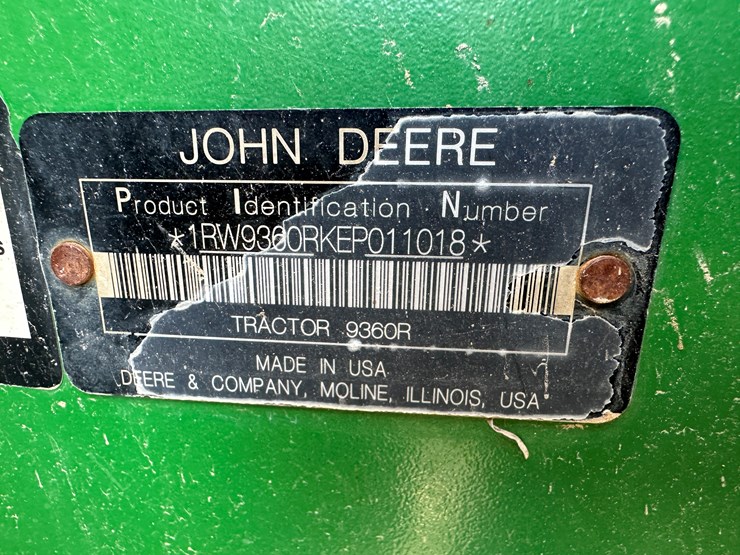 JOHN DEERE
Product Identification Number
*1RW9360RKEP011018*
TRACTOR 9360R
MADE IN USA
DEERE & COMPANY, MOLINE, ILLINOIS, USA
s